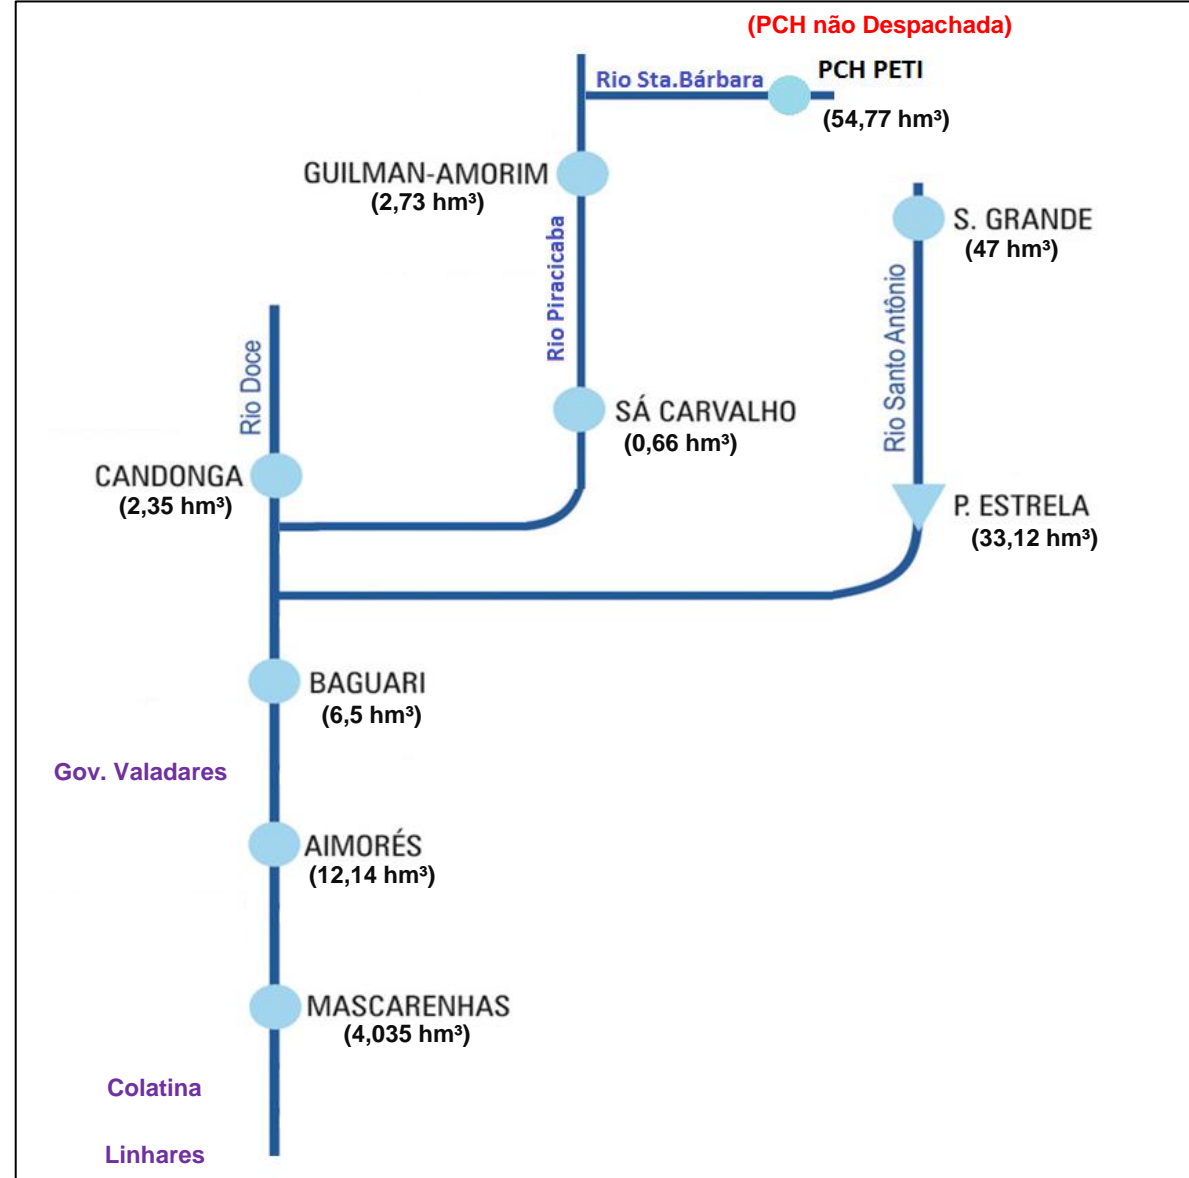 (PCH não Despachada)
PCH PETI
Rio Sta.Bárbara
(54,77 hm³)
GUILMAN-AMORIM
(2,73 hm³)
S. GRANDE
(47 hm³)
Rio Piracicaba
Rio Santo Antônio
Rio Doce
SÁ CARVALHO
(0,66 hm³)
CANDONGA
(2,35 hm³)
P. ESTRELA
(33,12 hm³)
BAGUARI
(6,5 hm³)
Gov. Valadares
AIMORÉS
(12,14 hm³)
MASCARENHAS
(4,035 hm³)
Colatina
Linhares